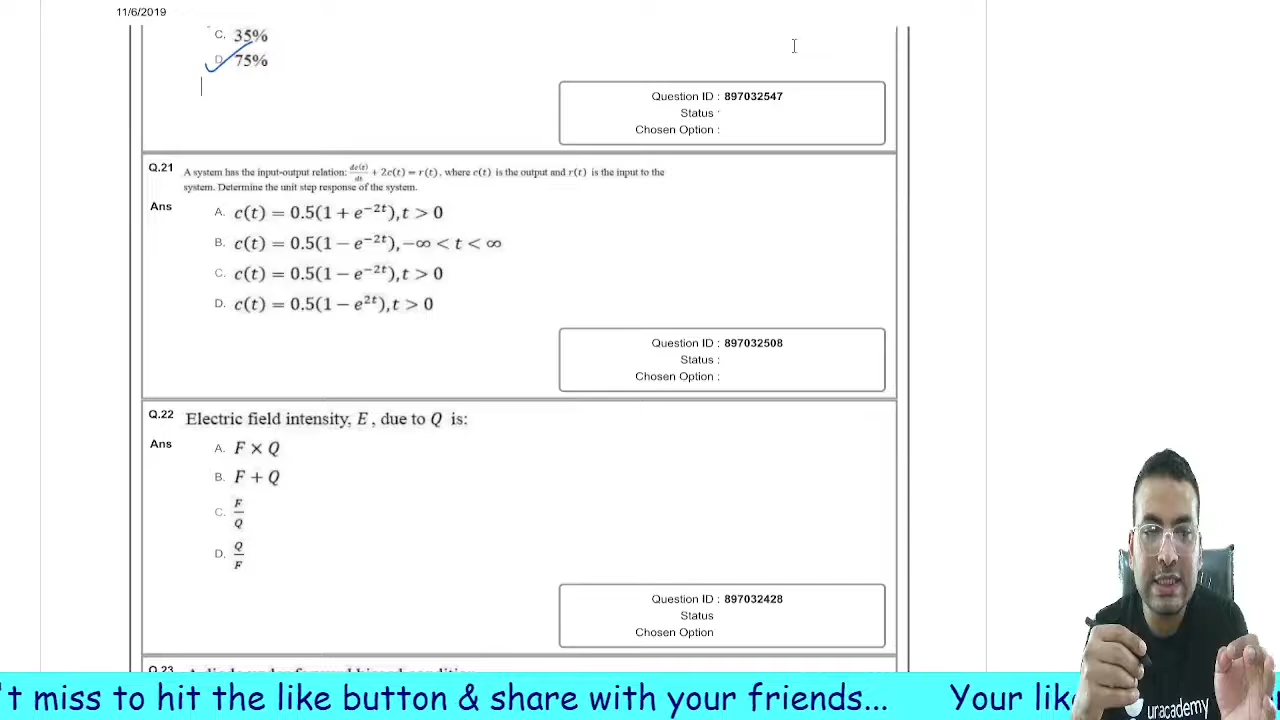 11/6/2019
C. 35%
D. 75%
Question ID : 897032547
Status
Chosen Option :
Q.21 A system has the input-output relation: dc(t)/dt + 2c(t) = r(t), where c(t) is the output and r(t) is the input to the
system. Determine the unit step response of the system.
Ans A. c(t) = 0.5(1 + e^{-2t}), t > 0
B. c(t) = 0.5(1 − e^{-2t}), −∞ < t < ∞
C. c(t) = 0.5(1 − e^{-2t}), t > 0
D. c(t) = 0.5(1 − e^{2t}), t > 0
Question ID : 897032508
Status :
Chosen Option :
Q.22 Electric field intensity, E , due to Q is:
Ans A. F × Q
B. F + Q
C. F/Q
D. Q/F
Question ID : 897032428
Status
Chosen Option
Q.23
't miss to hit the like button & share with your friends... Your lik
uracademy